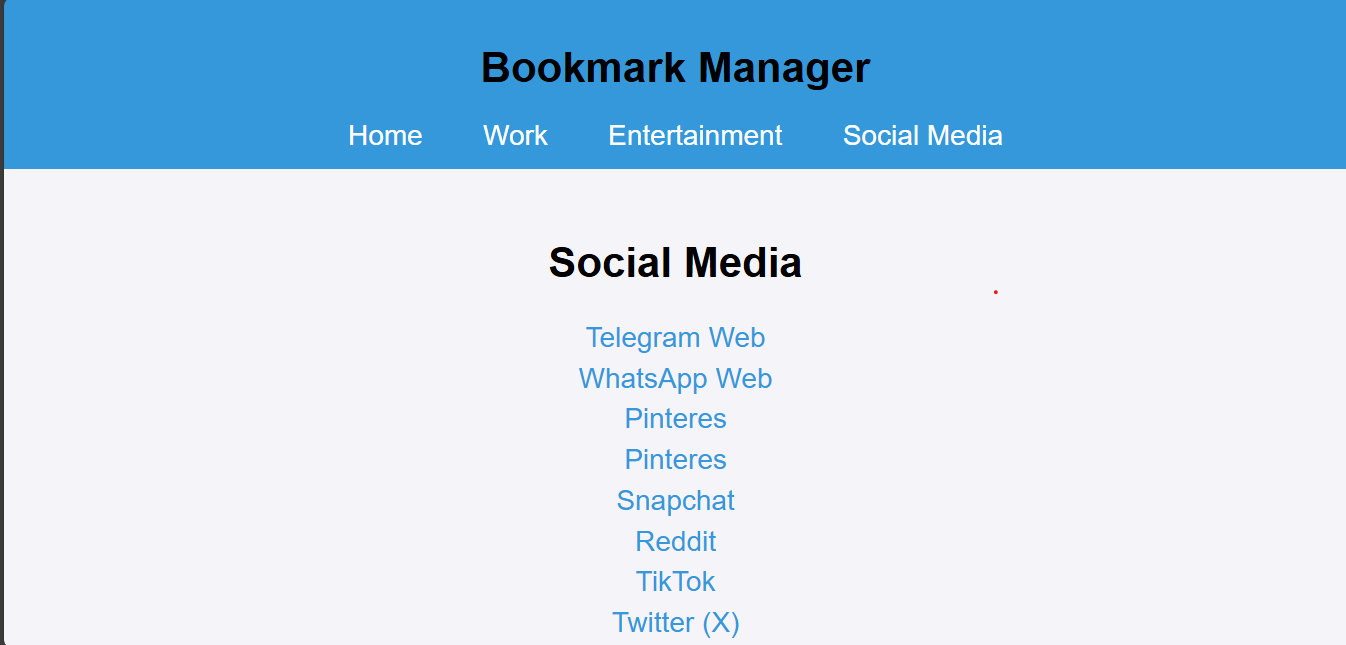 Bookmark Manager
Home Work Entertainment Social Media
Social Media
Telegram Web
WhatsApp Web
Pinteres
Pinteres
Snapchat
Reddit
TikTok
Twitter (X)